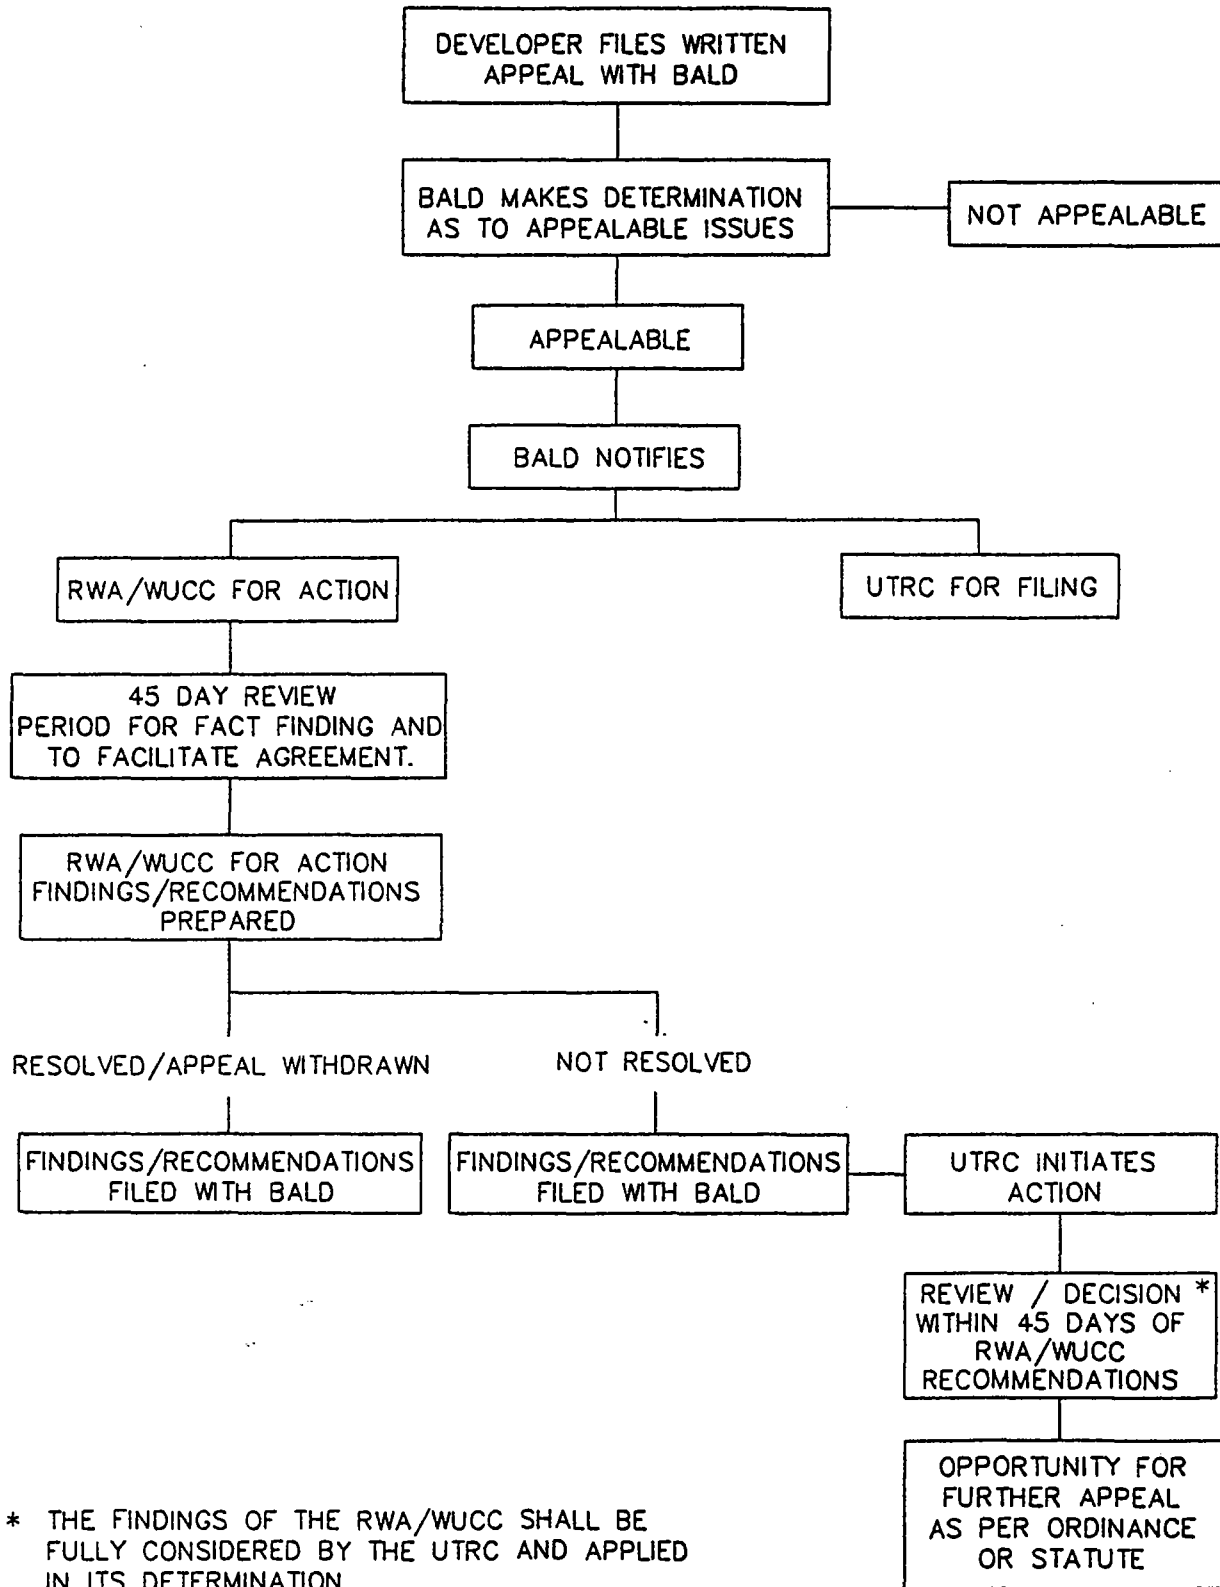 DEVELOPER FILES WRITTEN
APPEAL WITH BALD
BALD MAKES DETERMINATION
AS TO APPEALABLE ISSUES
NOT APPEALABLE
APPEALABLE
BALD NOTIFIES
RWA/WUCC FOR ACTION
UTRC FOR FILING
45 DAY REVIEW
PERIOD FOR FACT FINDING AND
TO FACILITATE AGREEMENT.
RWA/WUCC FOR ACTION
FINDINGS/RECOMMENDATIONS
PREPARED
RESOLVED/APPEAL WITHDRAWN
NOT RESOLVED
FINDINGS/RECOMMENDATIONS
FILED WITH BALD
FINDINGS/RECOMMENDATIONS
FILED WITH BALD
UTRC INITIATES
ACTION
REVIEW / DECISION *
WITHIN 45 DAYS OF
RWA/WUCC
RECOMMENDATIONS
OPPORTUNITY FOR
FURTHER APPEAL
AS PER ORDINANCE
OR STATUTE
* THE FINDINGS OF THE RWA/WUCC SHALL BE
FULLY CONSIDERED BY THE UTRC AND APPLIED
IN ITS DETERMINATION